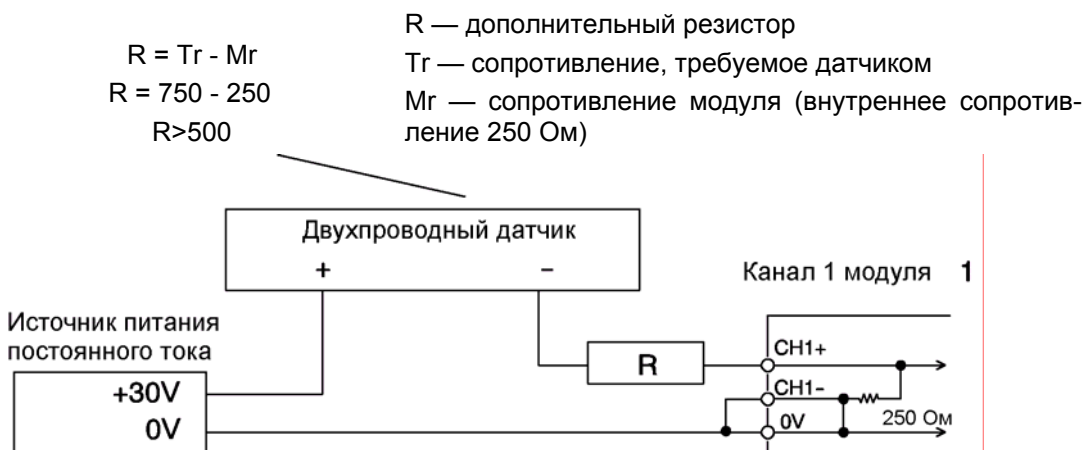 R = Tr - Mr
R = 750 - 250
R>500
R — дополнительный резистор
Tr — сопротивление, требуемое датчиком
Mr — сопротивление модуля (внутреннее сопротив-
ление 250 Ом)
Двухпроводный датчик
+ −
Канал 1 модуля 1
Источник питания
постоянного тока
+30V
0V
R
CH1+
CH1−
0V
250 Ом